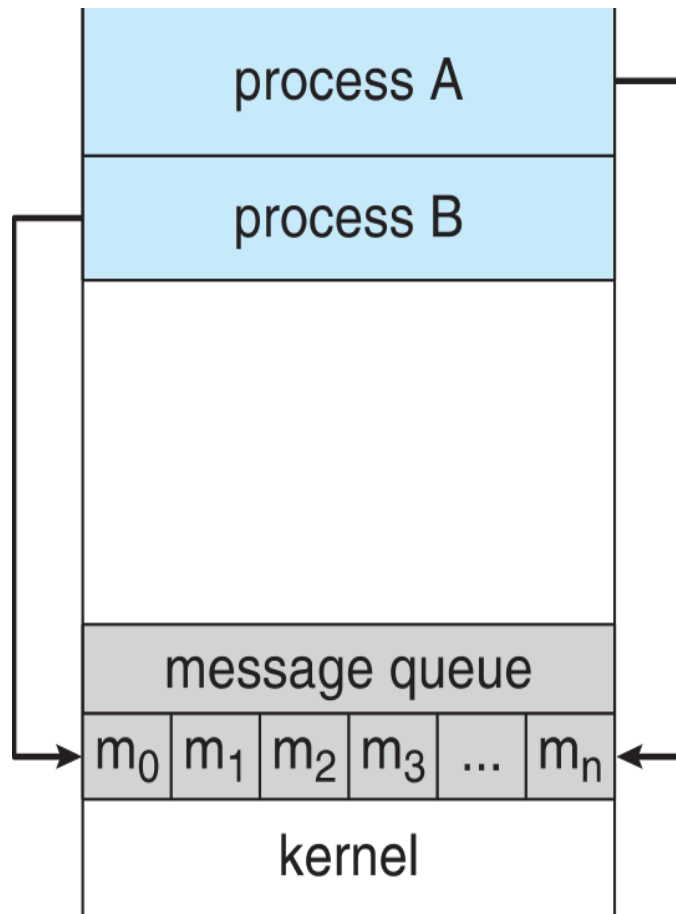 process A
process B
message queue
m₀ m₁ m₂ m₃ ... mₙ
kernel